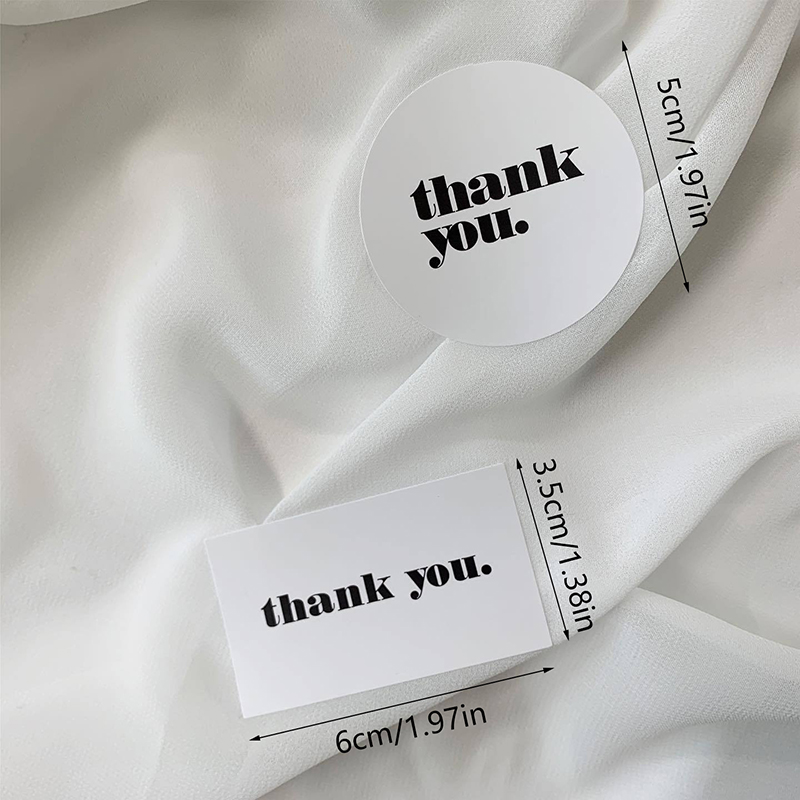 thank
you.
5cm/1.97in
thank you.
3.5cm/1.38in
6cm/1.97in